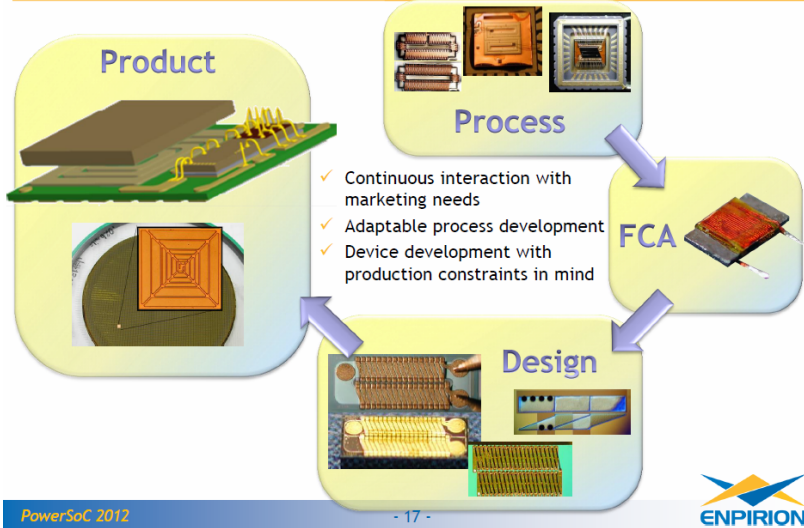 Product
Process
✓ Continuous interaction with
marketing needs
✓ Adaptable process development
✓ Device development with
production constraints in mind
FCA
Design
PowerSoC 2012
- 17 -
ENPIRION